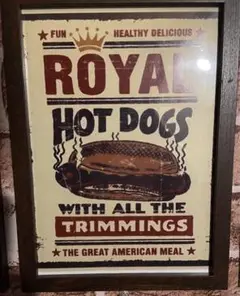 ★ FUN HEALTHY DELICIOUS ★
ROYAL
HOT DOGS
WITH ALL THE
TRIMMINGS
★ THE GREAT AMERICAN MEAL ★